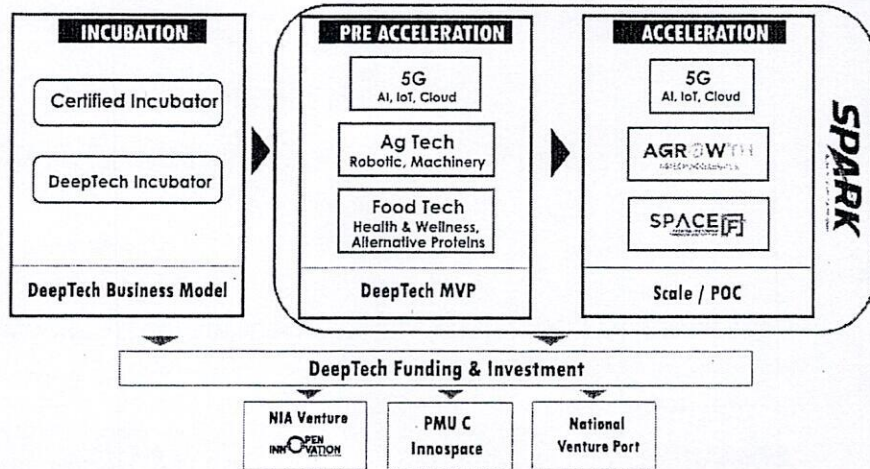 INCUBATION
Certified Incubator
DeepTech Incubator
DeepTech Business Model
PRE ACCELERATION
5G
AI, IoT, Cloud
Ag Tech
Robotic, Machinery
Food Tech
Health & Wellness,
Alternative Proteins
DeepTech MVP
ACCELERATION
5G
AI, IoT, Cloud
AGROWTH
SPACE [F]
Scale / POC
SPARK
DeepTech Funding & Investment
NIA Venture
OPEN
INNOVATION
PMU C
Innospace
National
Venture Port